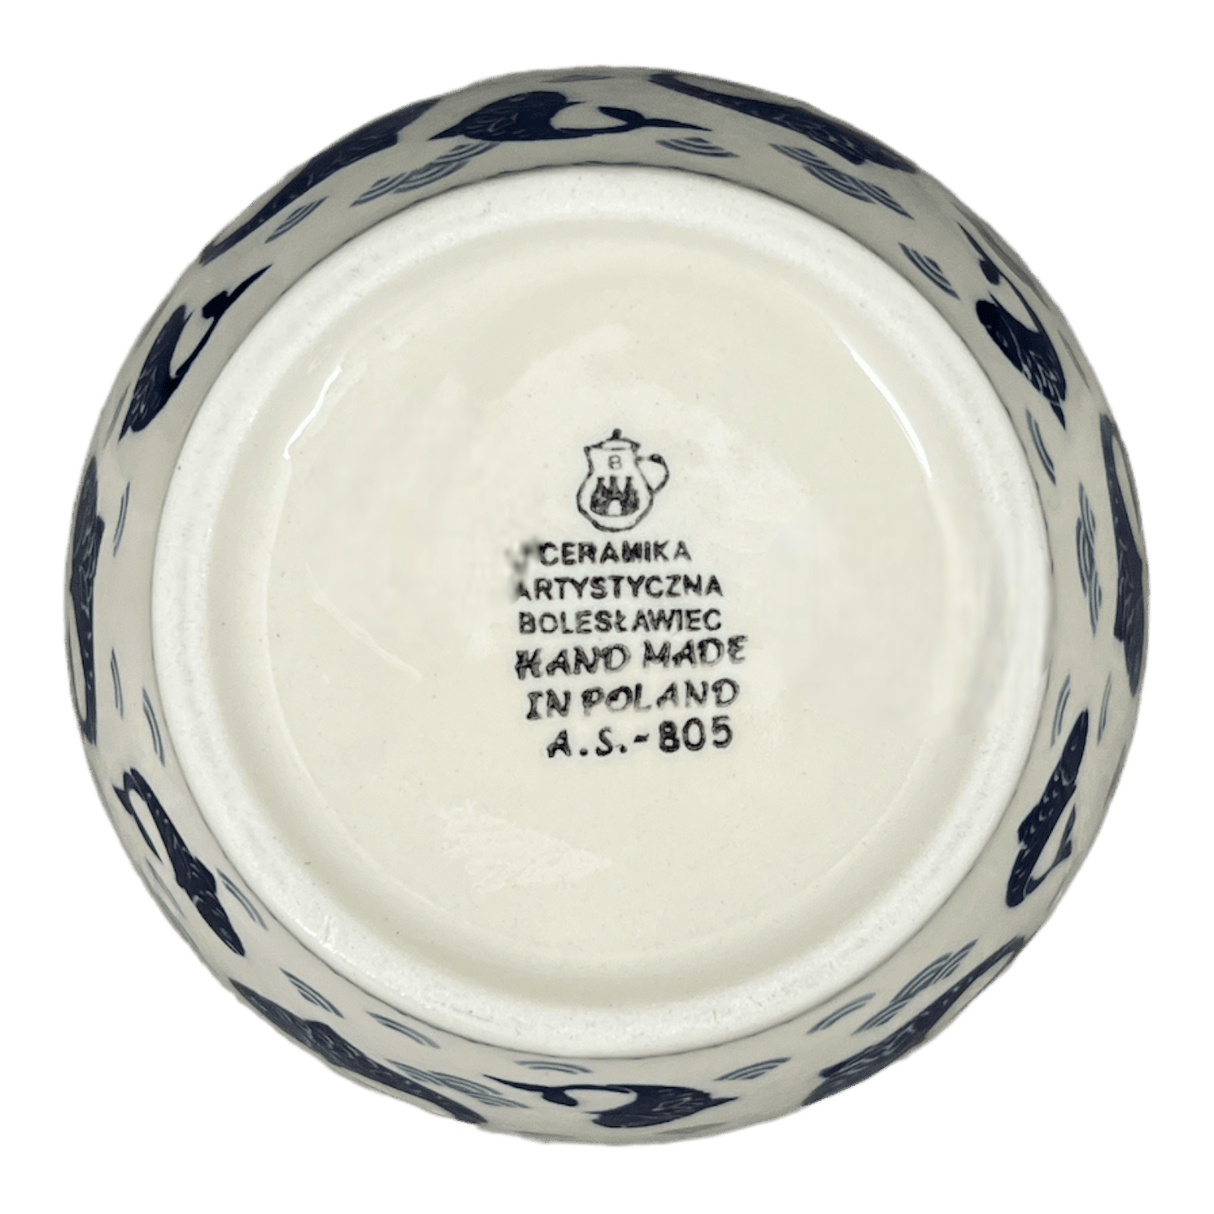 B
CERAMIKA
ARTYSTYCZNA
BOLESŁAWIEC
HAND MADE
IN POLAND
A.S.-805